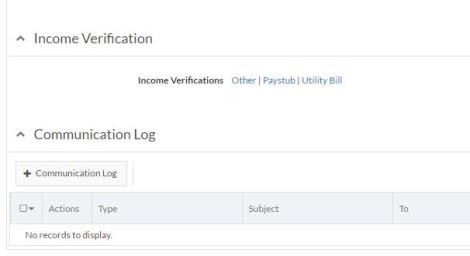 Income Verification
Income Verifications Other | Paystub | Utility Bill
Communication Log
+ Communication Log
Actions Type Subject To
No records to display.